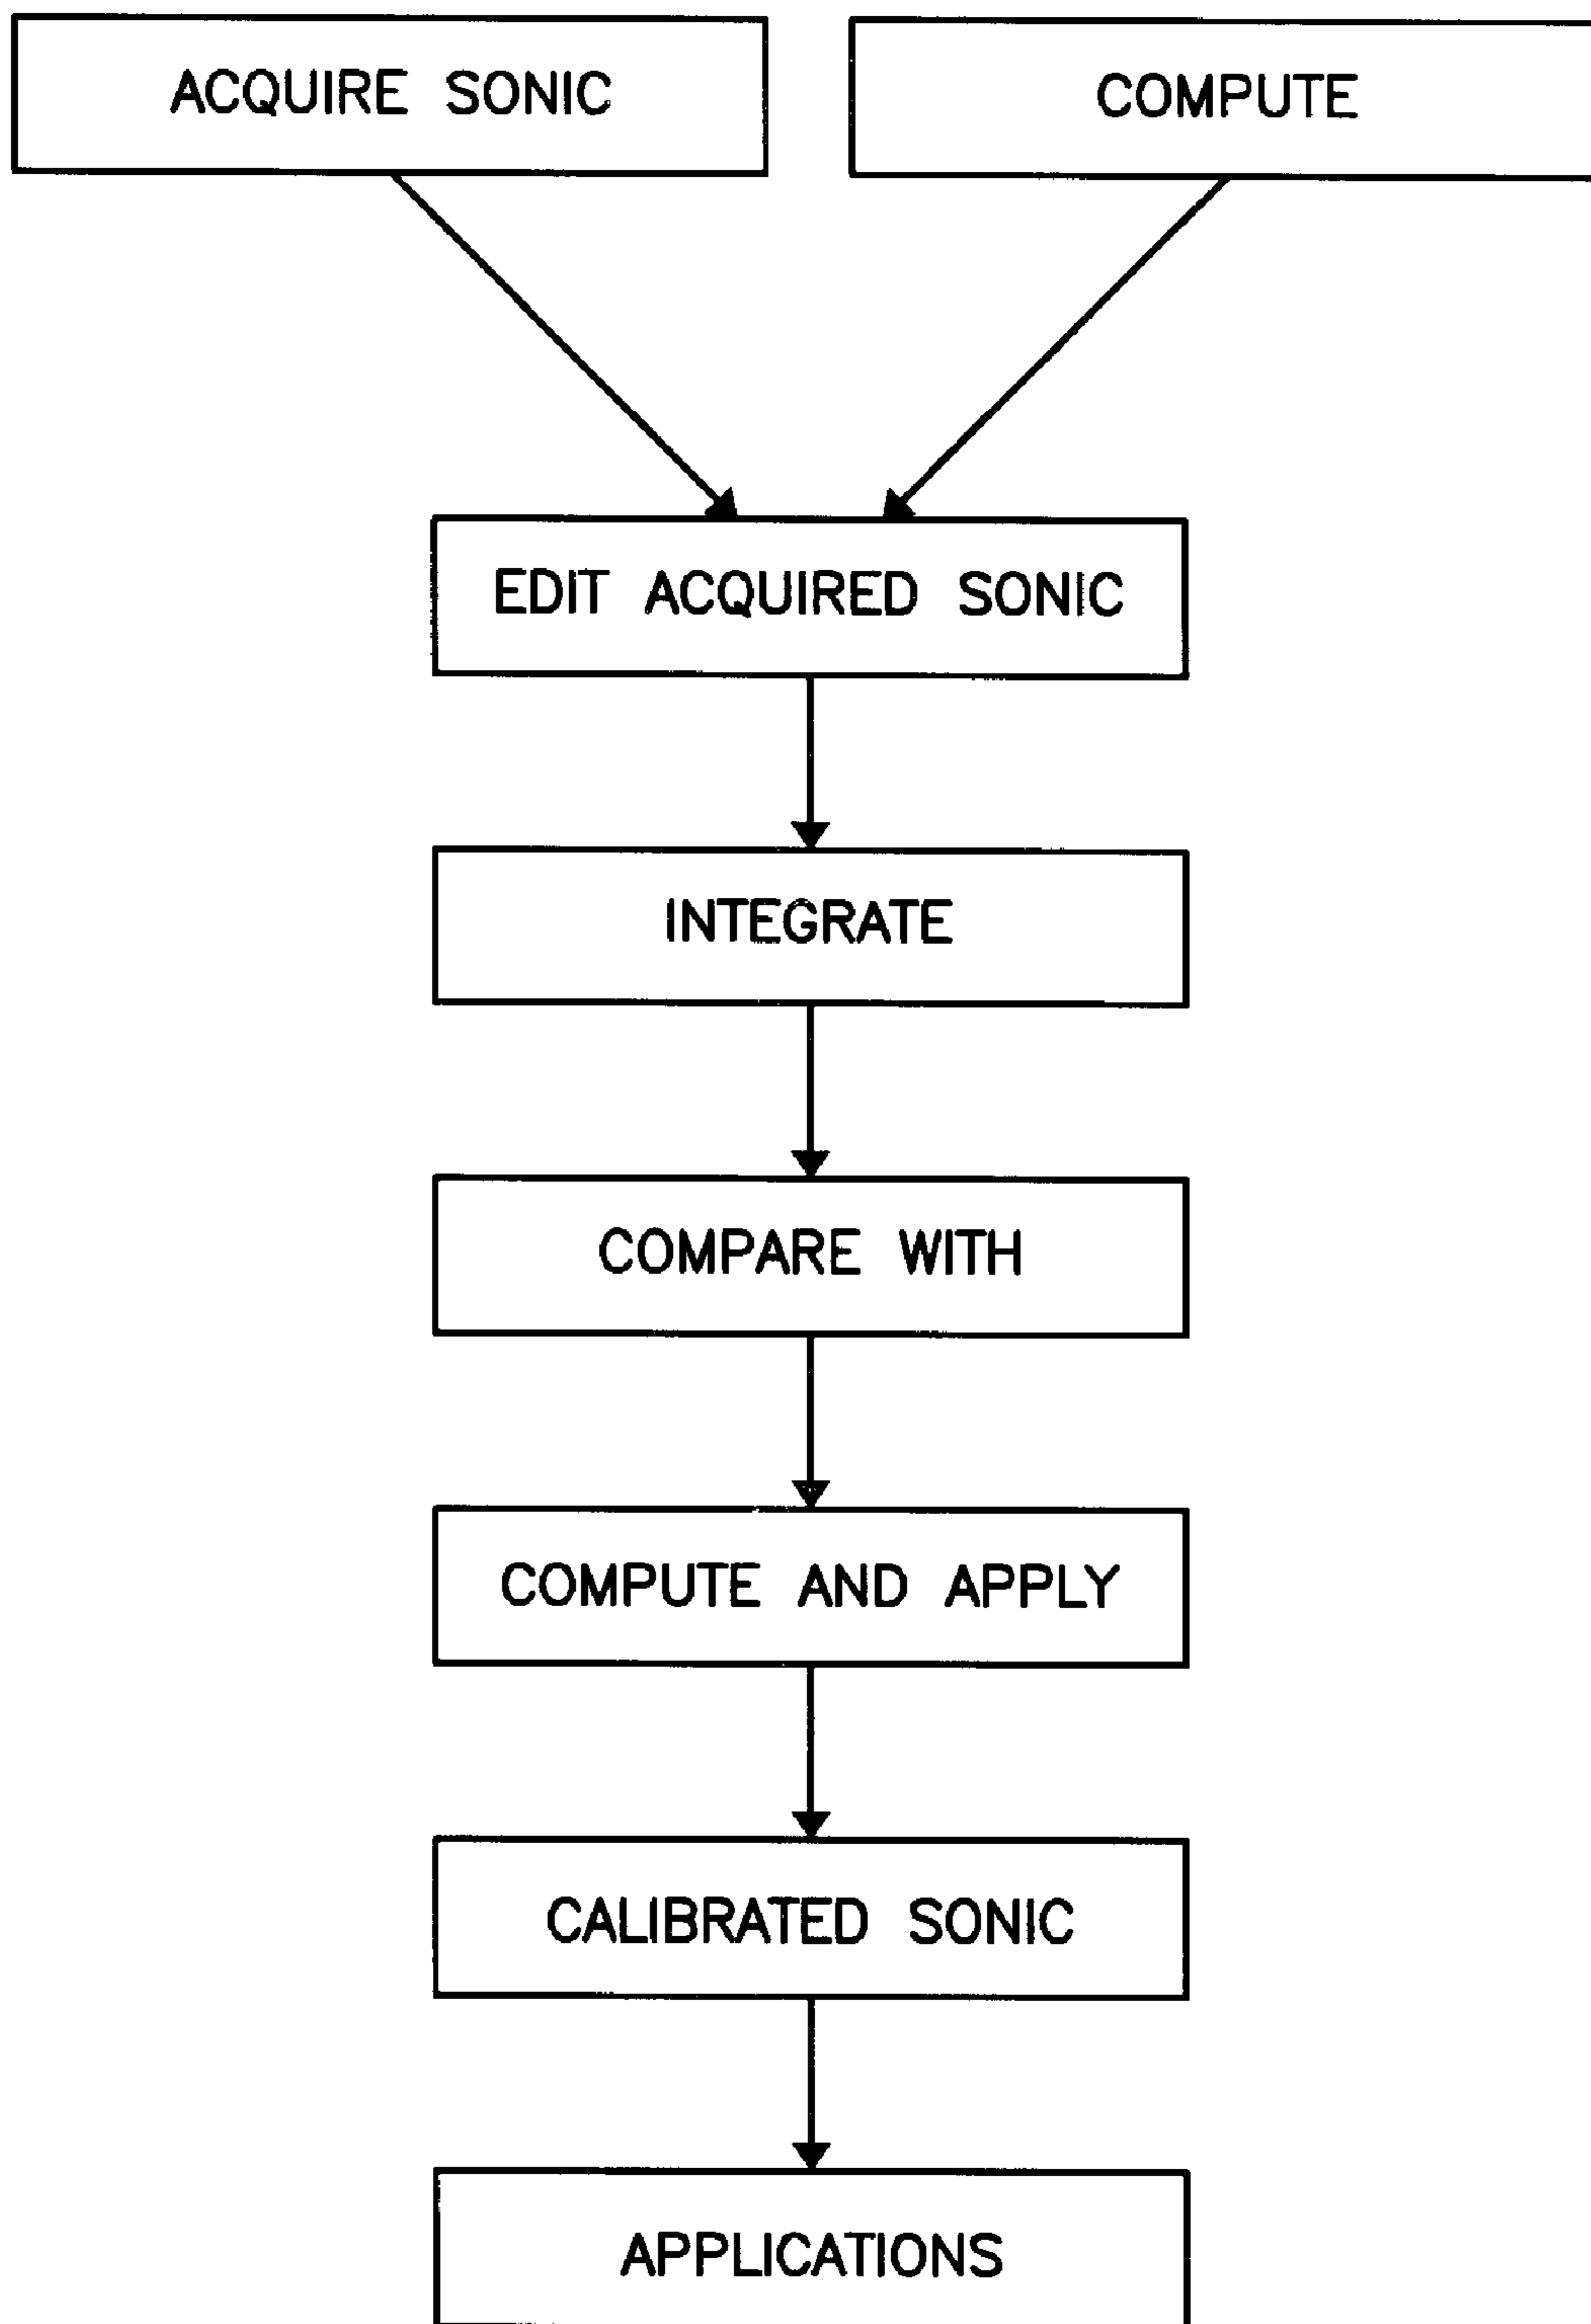 ACQUIRE SONIC
COMPUTE
EDIT ACQUIRED SONIC
INTEGRATE
COMPARE WITH
COMPUTE AND APPLY
CALIBRATED SONIC
APPLICATIONS